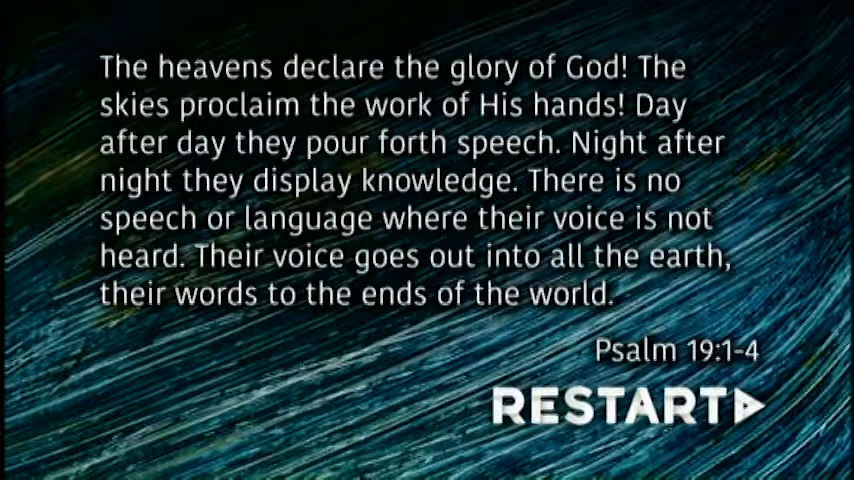 The heavens declare the glory of God! The
skies proclaim the work of His hands! Day
after day they pour forth speech. Night after
night they display knowledge. There is no
speech or language where their voice is not
heard. Their voice goes out into all the earth,
their words to the ends of the world.
Psalm 19:1-4
RESTART